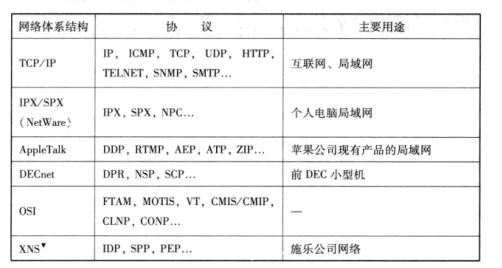 网络体系结构 协 议 主要用途
TCP/IP IP, ICMP, TCP, UDP, HTTP, TELNET, SNMP, SMTP… 互联网、局域网
IPX/SPX
(NetWare) IPX, SPX, NPC… 个人电脑局域网
AppleTalk DDP, RTMP, AEP, ATP, ZIP… 苹果公司现有产品的局域网
DECnet DPR, NSP, SCP… 前 DEC 小型机
OSI FTAM, MOTIS, VT, CMIS/CMIP, CLNP, CONP… —
XNS▼ IDP, SPP, PEP… 施乐公司网络